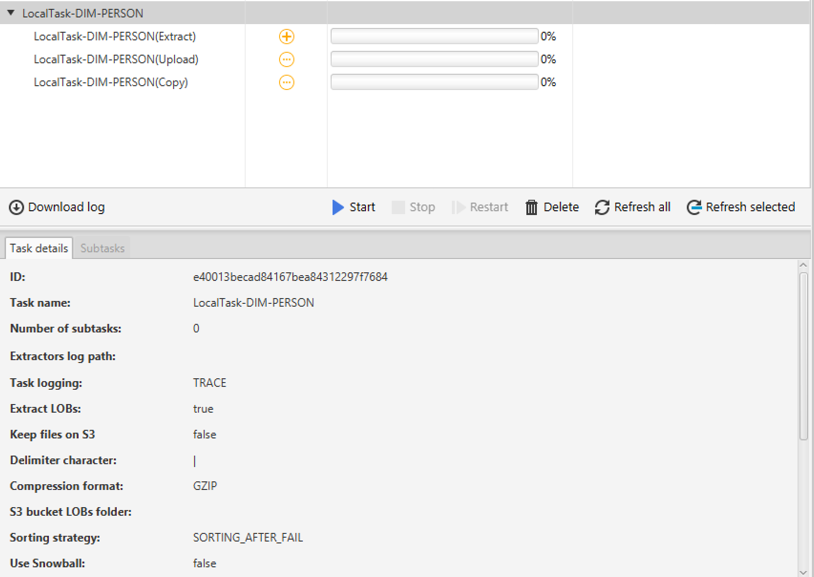 LocalTask-DIM-PERSON
LocalTask-DIM-PERSON(Extract) 0%
LocalTask-DIM-PERSON(Upload) 0%
LocalTask-DIM-PERSON(Copy) 0%
Download log Start Stop Restart Delete Refresh all Refresh selected
Task details Subtasks
ID: e40013becad84167bea84312297f7684
Task name: LocalTask-DIM-PERSON
Number of subtasks: 0
Extractors log path:
Task logging: TRACE
Extract LOBs: true
Keep files on S3 false
Delimiter character: |
Compression format: GZIP
S3 bucket LOBs folder:
Sorting strategy: SORTING_AFTER_FAIL
Use Snowball: false